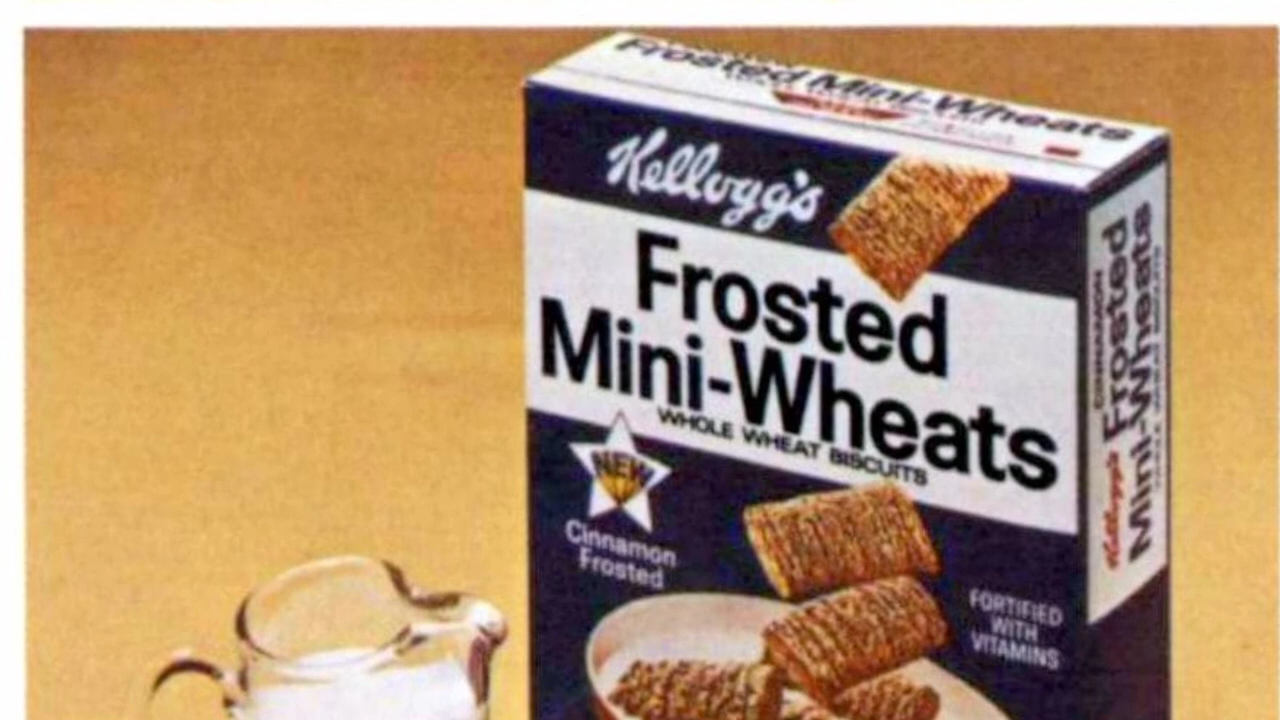 Frosted Mini-Wheats
Kellogg's
Frosted
Mini-Wheats
WHOLE WHEAT BISCUITS
NEW
Cinnamon
Frosted
FORTIFIED
WITH
VITAMINS
CINNAMON
Kellogg's Frosted
Mini-Wheats